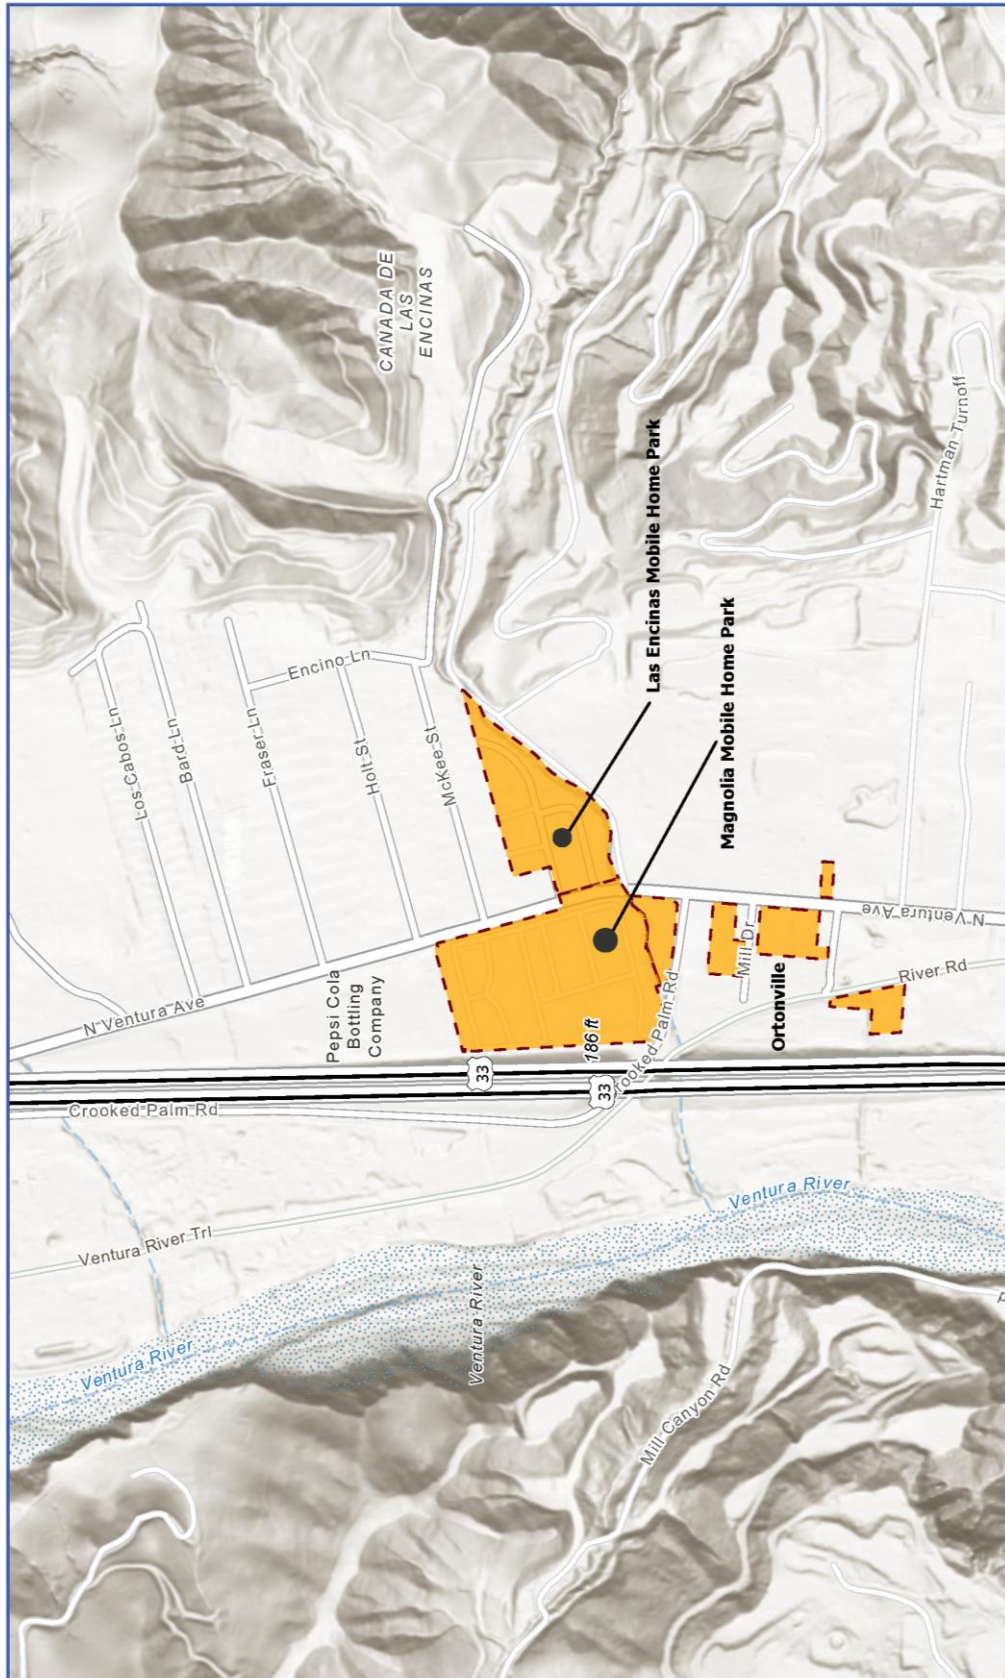 CANADA DE
LAS
ENCINAS
Los-Cabos-Ln
Bard-Ln
Fraser-Ln
Encino Ln
Holt-St
McKee-St
Las Encinas Mobile Home Park
Magnolia Mobile Home Park
Hartman-Turnoff
N Ventura Ave
Pepsi Cola
Bottling
Company
186 ft
33
33
Crooked Palm Rd
Crooked Palm Rd
Mill Dr
Ortonville
N Ventura Ave
River Rd
Ventura River Trl
Ventura River
Ventura River
Ventura River
Mill Canyon Rd